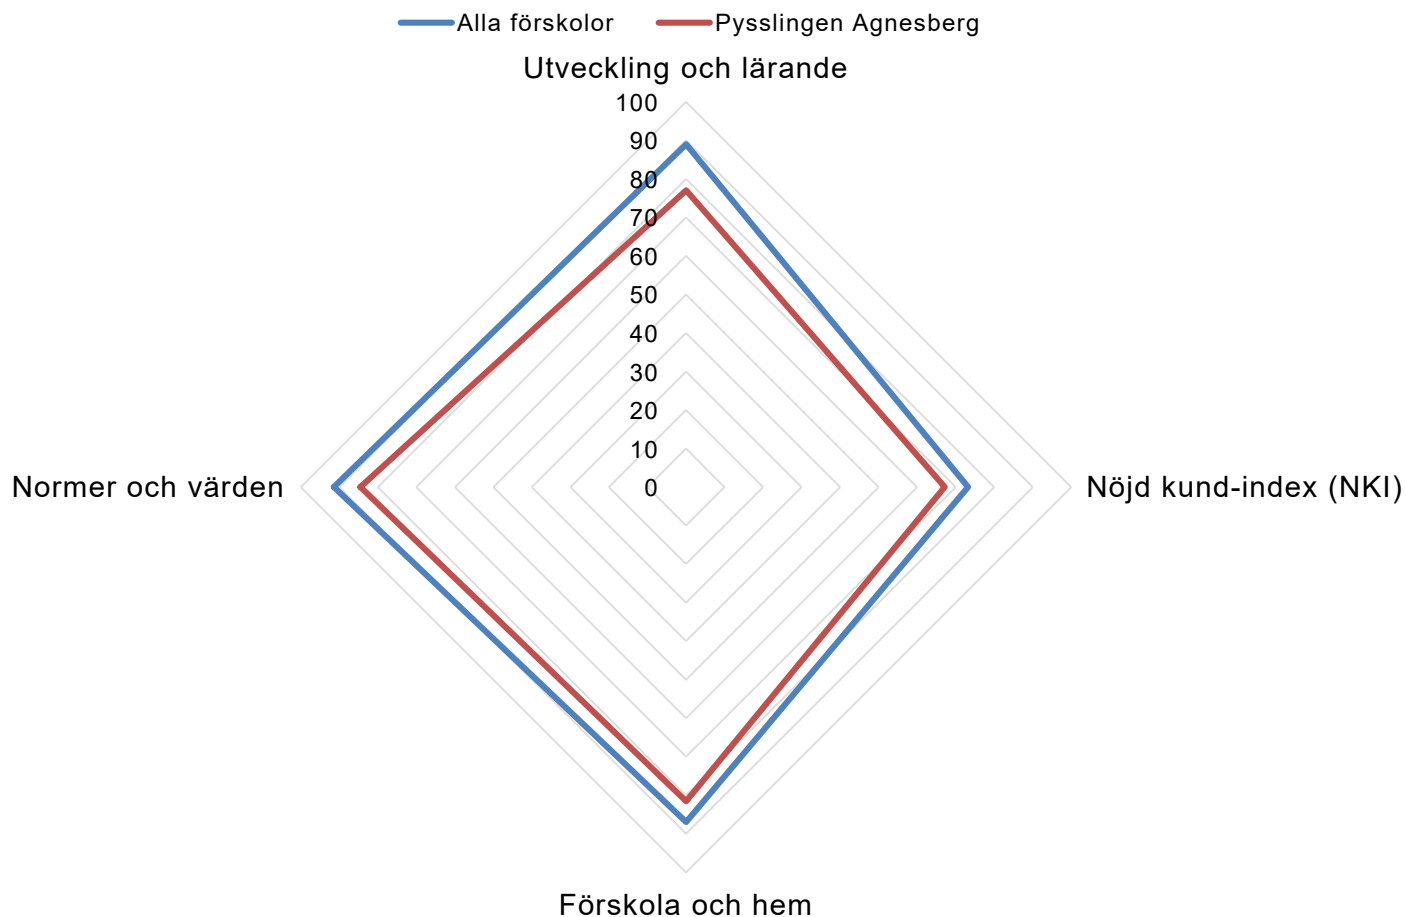 Alla förskolor Pysslingen Agnesberg
Utveckling och lärande
100
90
80
70
60
50
40
30
20
10
0
Normer och värden
Nöjd kund-index (NKI)
Förskola och hem